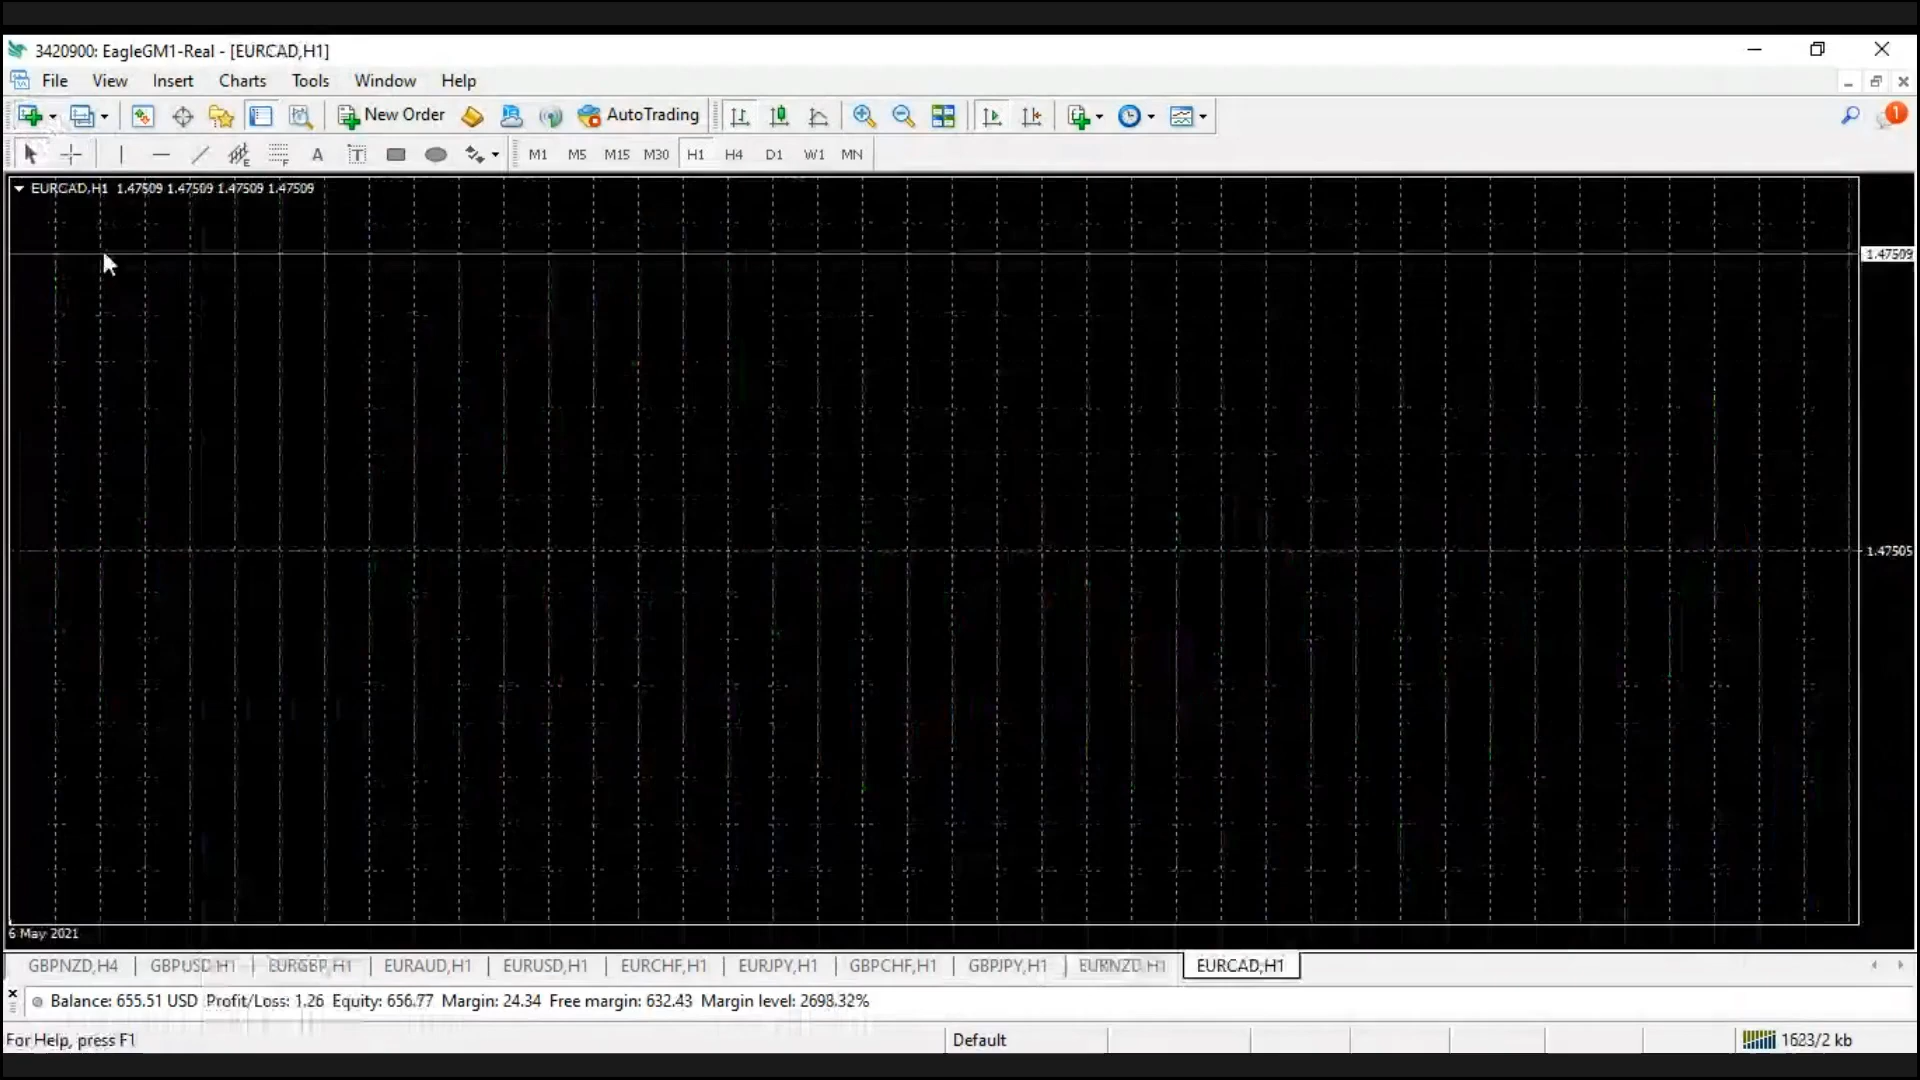 3420900: EagleGM1-Real - [EURCAD,H1]
File View Insert Charts Tools Window Help
New Order AutoTrading 1
A T M1 M5 M15 M30 H1 H4 D1 W1 MN
EURCAD,H1 1.47509 1.47509 1.47509 1.47509
1.47509
1.47505
6 May 2021
GBPNZD,H4 GBPUSD,H1 EURGBP,H1 EURAUD,H1 EURUSD,H1 EURCHF,H1 EURJPY,H1 GBPCHF,H1 GBPJPY,H1 EURNZD,H1 EURCAD,H1
Balance: 655.51 USD Profit/Loss: 1.26 Equity: 656.77 Margin: 24.34 Free margin: 632.43 Margin level: 2698.32%
For Help, press F1 Default 1623/2 kb